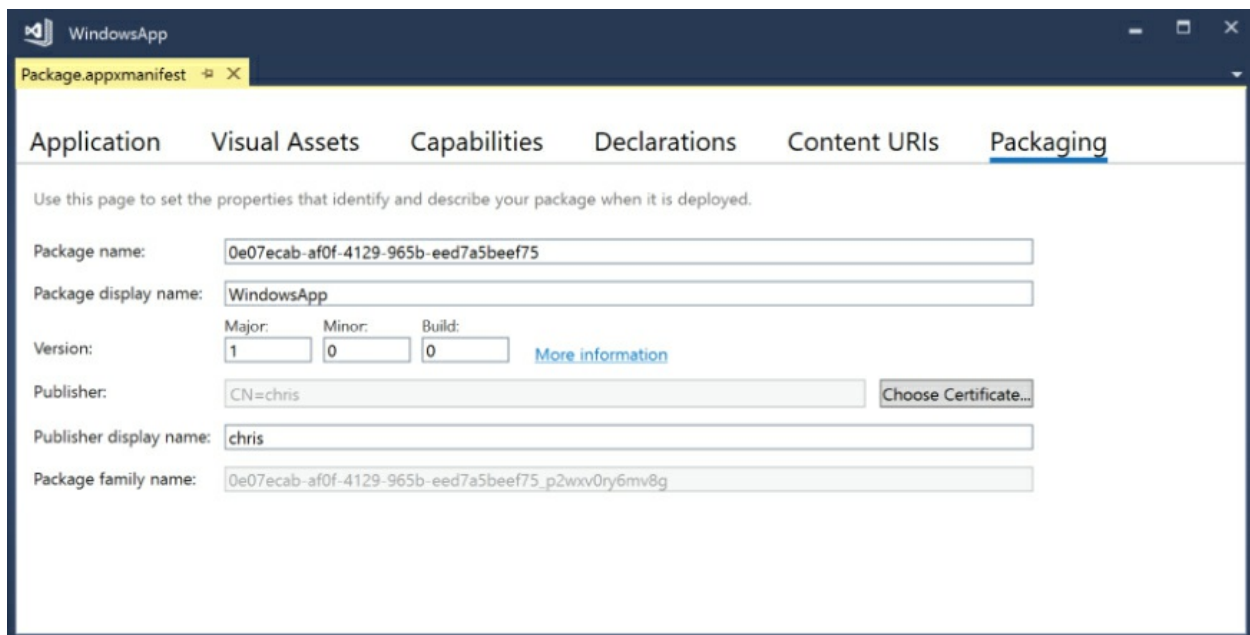 WindowsApp
Package.appxmanifest
Application Visual Assets Capabilities Declarations Content URIs Packaging
Use this page to set the properties that identify and describe your package when it is deployed.
Package name: 0e07ecab-af0f-4129-965b-eed7a5beef75
Package display name: WindowsApp
Major: Minor: Build:
Version: 1 0 0 More information
Publisher: CN=chris Choose Certificate...
Publisher display name: chris
Package family name: 0e07ecab-af0f-4129-965b-eed7a5beef75_p2wxv0ry6mv8g